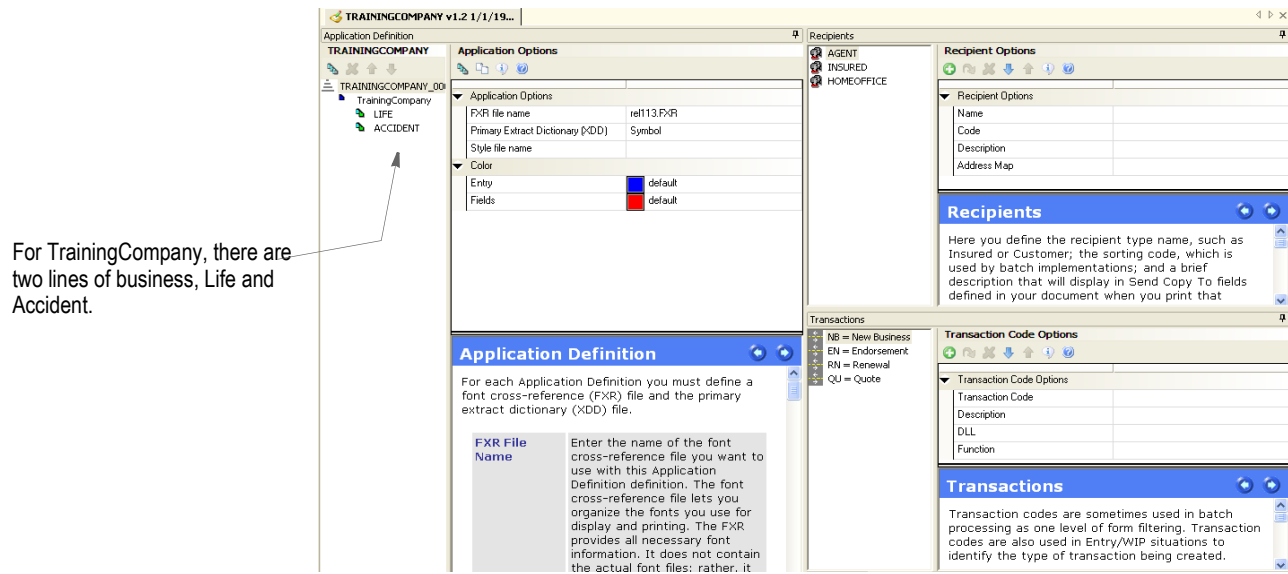 TRAININGCOMPANY v1.2 1/1/19...
Application Definition
TRAININGCOMPANY
TRAININGCOMPANY_00
TrainingCompany
LIFE
ACCIDENT
For TrainingCompany, there are
two lines of business, Life and
Accident.
Application Options
Application Options
FXR file name rel113.FXR
Primary Extract Dictionary (XDD) Symbol
Style file name
Color
Entry default
Fields default
Application Definition
For each Application Definition you must define a
font cross-reference (FXR) file and the primary
extract dictionary (XDD) file.
FXR File
Name
Enter the name of the font
cross-reference file you want to
use with this Application
Definition definition. The font
cross-reference file lets you
organize the fonts you use for
display and printing. The FXR
provides all necessary font
information. It does not contain
the actual font files; rather, it
Recipients
AGENT
INSURED
HOMEOFFICE
Recipient Options
Recipient Options
Name
Code
Description
Address Map
Recipients
Here you define the recipient type name, such as
Insured or Customer; the sorting code, which is
used by batch implementations; and a brief
description that will display in Send Copy To fields
defined in your document when you print that
Transactions
NB = New Business
EN = Endorsement
RN = Renewal
QU = Quote
Transaction Code Options
Transaction Code Options
Transaction Code
Description
DLL
Function
Transactions
Transaction codes are sometimes used in batch
processing as one level of form filtering. Transaction
codes are also used in Entry/WIP situations to
identify the type of transaction being created.